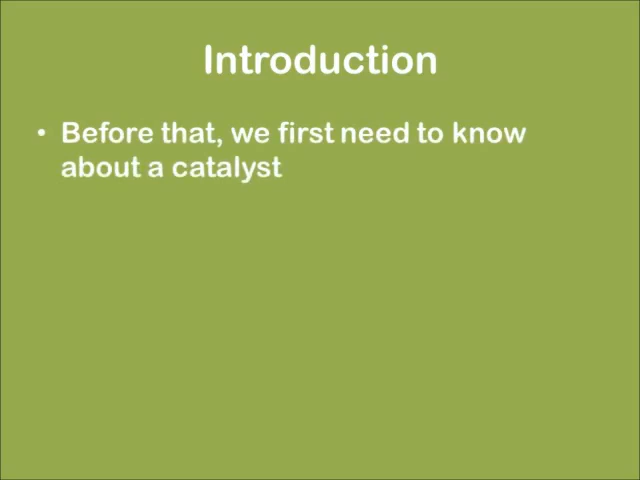 Introduction
• Before that, we first need to know
about a catalyst